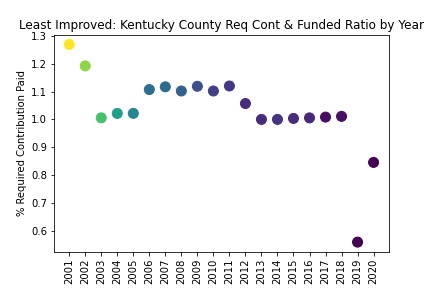 Least Improved: Kentucky County Req Cont & Funded Ratio by Year
% Required Contribution Paid
1.3
1.2
1.1
1.0
0.9
0.8
0.7
0.6
2001 2002 2003 2004 2005 2006 2007 2008 2009 2010 2011 2012 2013 2014 2015 2016 2017 2018 2019 2020